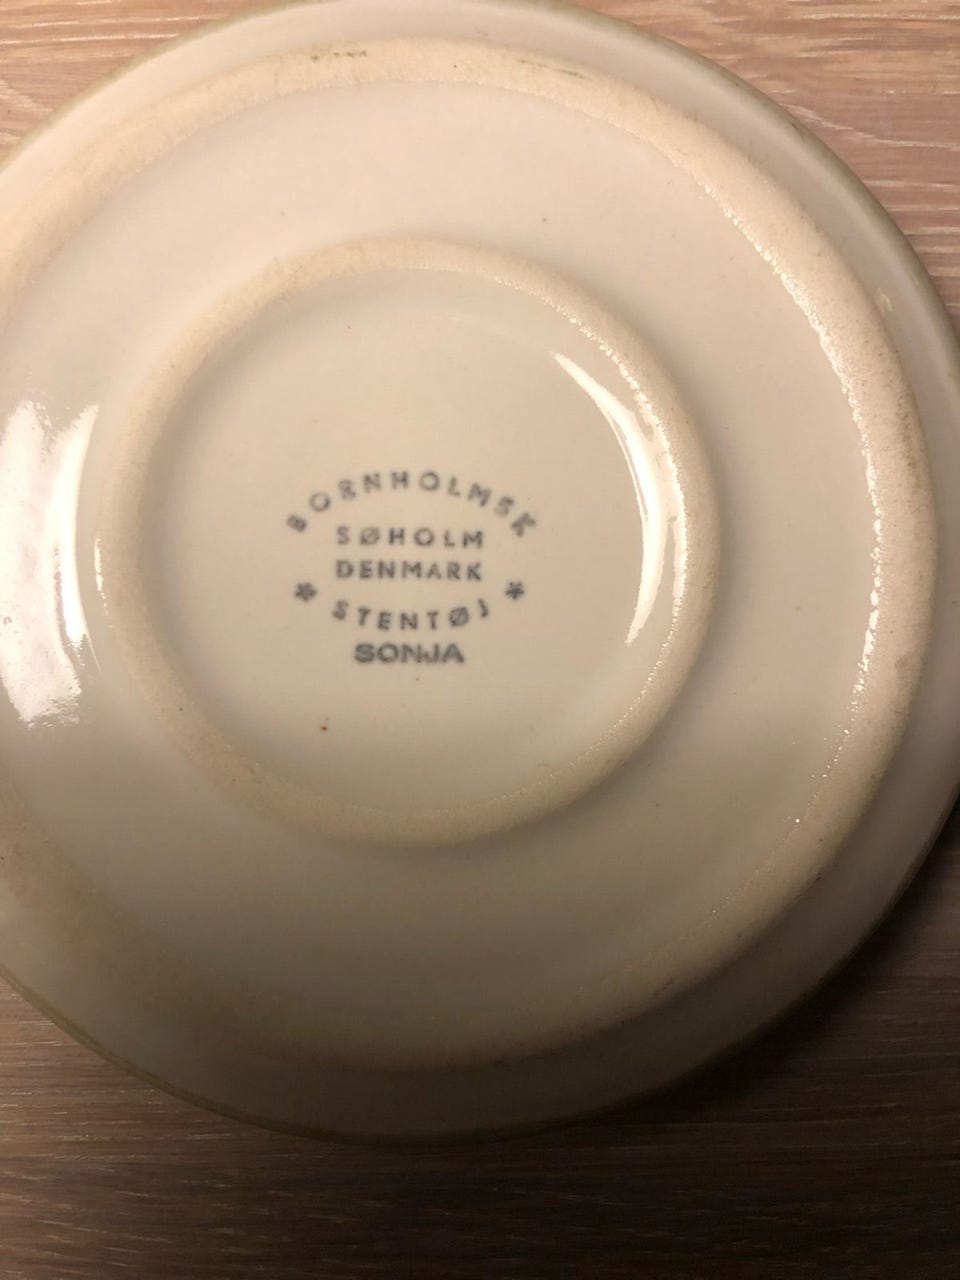 BORNHOLMSK
SØHOLM
DENMARK
* STENTØJ *
SONJA